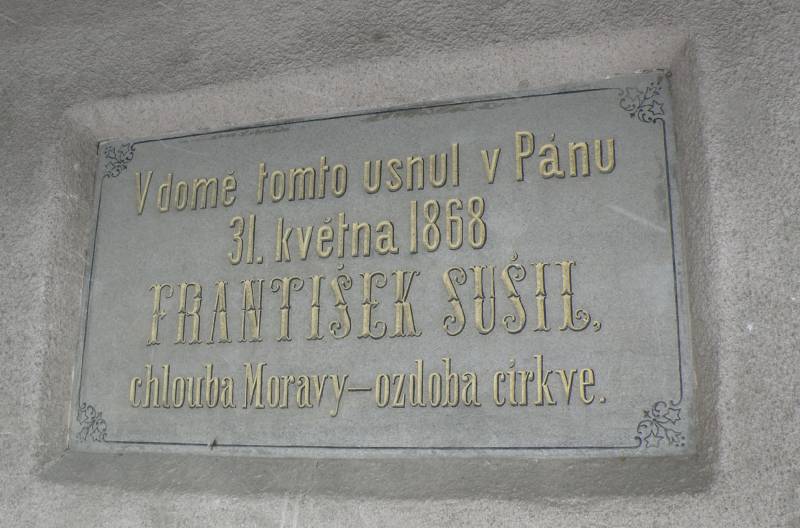 V domě tomto usnul v Pánu
31. května 1868
FRANTIŠEK SUŠIL,
chlouba Moravy—ozdoba církve.